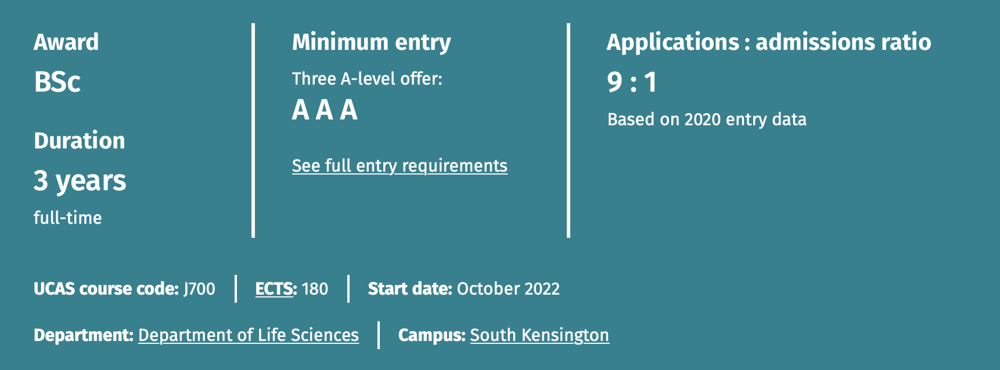 Award
BSc
Duration
3 years
full-time
Minimum entry
Three A-level offer:
A A A
See full entry requirements
Applications : admissions ratio
9 : 1
Based on 2020 entry data
UCAS course code: J700
ECTS: 180
Start date: October 2022
Department: Department of Life Sciences
Campus: South Kensington